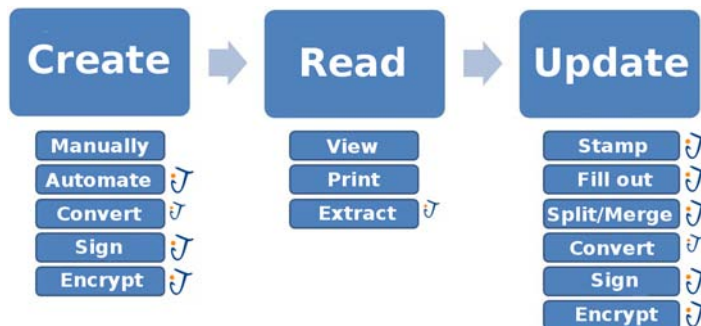 Create
Read
Update
Manually
Automate
Convert
Sign
Encrypt
View
Print
Extract
Stamp
Fill out
Split/Merge
Convert
Sign
Encrypt